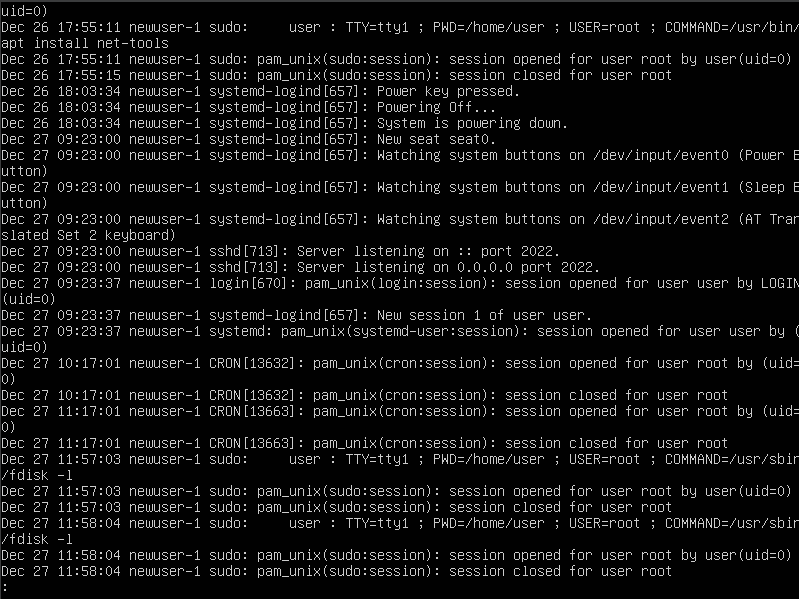 uid=0)
Dec 26 17:55:11 newuser-1 sudo:     user : TTY=tty1 ; PWD=/home/user ; USER=root ; COMMAND=/usr/bin/
apt install net-tools
Dec 26 17:55:11 newuser-1 sudo: pam_unix(sudo:session): session opened for user root by user(uid=0)
Dec 26 17:55:15 newuser-1 sudo: pam_unix(sudo:session): session closed for user root
Dec 26 18:03:34 newuser-1 systemd-logind[657]: Power key pressed.
Dec 26 18:03:34 newuser-1 systemd-logind[657]: Powering Off...
Dec 26 18:03:34 newuser-1 systemd-logind[657]: System is powering down.
Dec 27 09:23:00 newuser-1 systemd-logind[657]: New seat seat0.
Dec 27 09:23:00 newuser-1 systemd-logind[657]: Watching system buttons on /dev/input/event0 (Power B
utton)
Dec 27 09:23:00 newuser-1 systemd-logind[657]: Watching system buttons on /dev/input/event1 (Sleep B
utton)
Dec 27 09:23:00 newuser-1 systemd-logind[657]: Watching system buttons on /dev/input/event2 (AT Tran
slated Set 2 keyboard)
Dec 27 09:23:00 newuser-1 sshd[713]: Server listening on :: port 2022.
Dec 27 09:23:00 newuser-1 sshd[713]: Server listening on 0.0.0.0 port 2022.
Dec 27 09:23:37 newuser-1 login[670]: pam_unix(login:session): session opened for user user by LOGIN
(uid=0)
Dec 27 09:23:37 newuser-1 systemd-logind[657]: New session 1 of user user.
Dec 27 09:23:37 newuser-1 systemd: pam_unix(systemd-user:session): session opened for user user by (
uid=0)
Dec 27 10:17:01 newuser-1 CRON[13632]: pam_unix(cron:session): session opened for user root by (uid=
0)
Dec 27 10:17:01 newuser-1 CRON[13632]: pam_unix(cron:session): session closed for user root
Dec 27 11:17:01 newuser-1 CRON[13663]: pam_unix(cron:session): session opened for user root by (uid=
0)
Dec 27 11:17:01 newuser-1 CRON[13663]: pam_unix(cron:session): session closed for user root
Dec 27 11:57:03 newuser-1 sudo:     user : TTY=tty1 ; PWD=/home/user ; USER=root ; COMMAND=/usr/sbin
/fdisk -l
Dec 27 11:57:03 newuser-1 sudo: pam_unix(sudo:session): session opened for user root by user(uid=0)
Dec 27 11:57:03 newuser-1 sudo: pam_unix(sudo:session): session closed for user root
Dec 27 11:58:04 newuser-1 sudo:     user : TTY=tty1 ; PWD=/home/user ; USER=root ; COMMAND=/usr/sbin
/fdisk -l
Dec 27 11:58:04 newuser-1 sudo: pam_unix(sudo:session): session opened for user root by user(uid=0)
Dec 27 11:58:04 newuser-1 sudo: pam_unix(sudo:session): session closed for user root
: